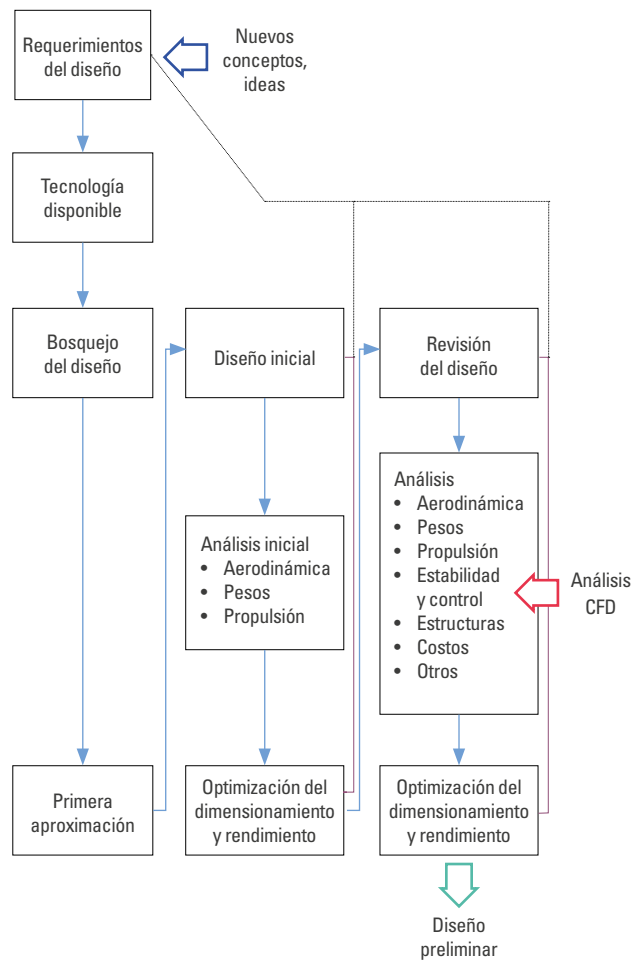 Requerimientos
del diseño
Nuevos
conceptos,
ideas
Tecnología
disponible
Bosquejo
del diseño
Diseño inicial
Revisión
del diseño
Análisis inicial
• Aerodinámica
• Pesos
• Propulsión
Análisis
• Aerodinámica
• Pesos
• Propulsión
• Estabilidad
y control
• Estructuras
• Costos
• Otros
Análisis
CFD
Primera
aproximación
Optimización del
dimensionamiento
y rendimiento
Optimización del
dimensionamiento
y rendimiento
Diseño
preliminar